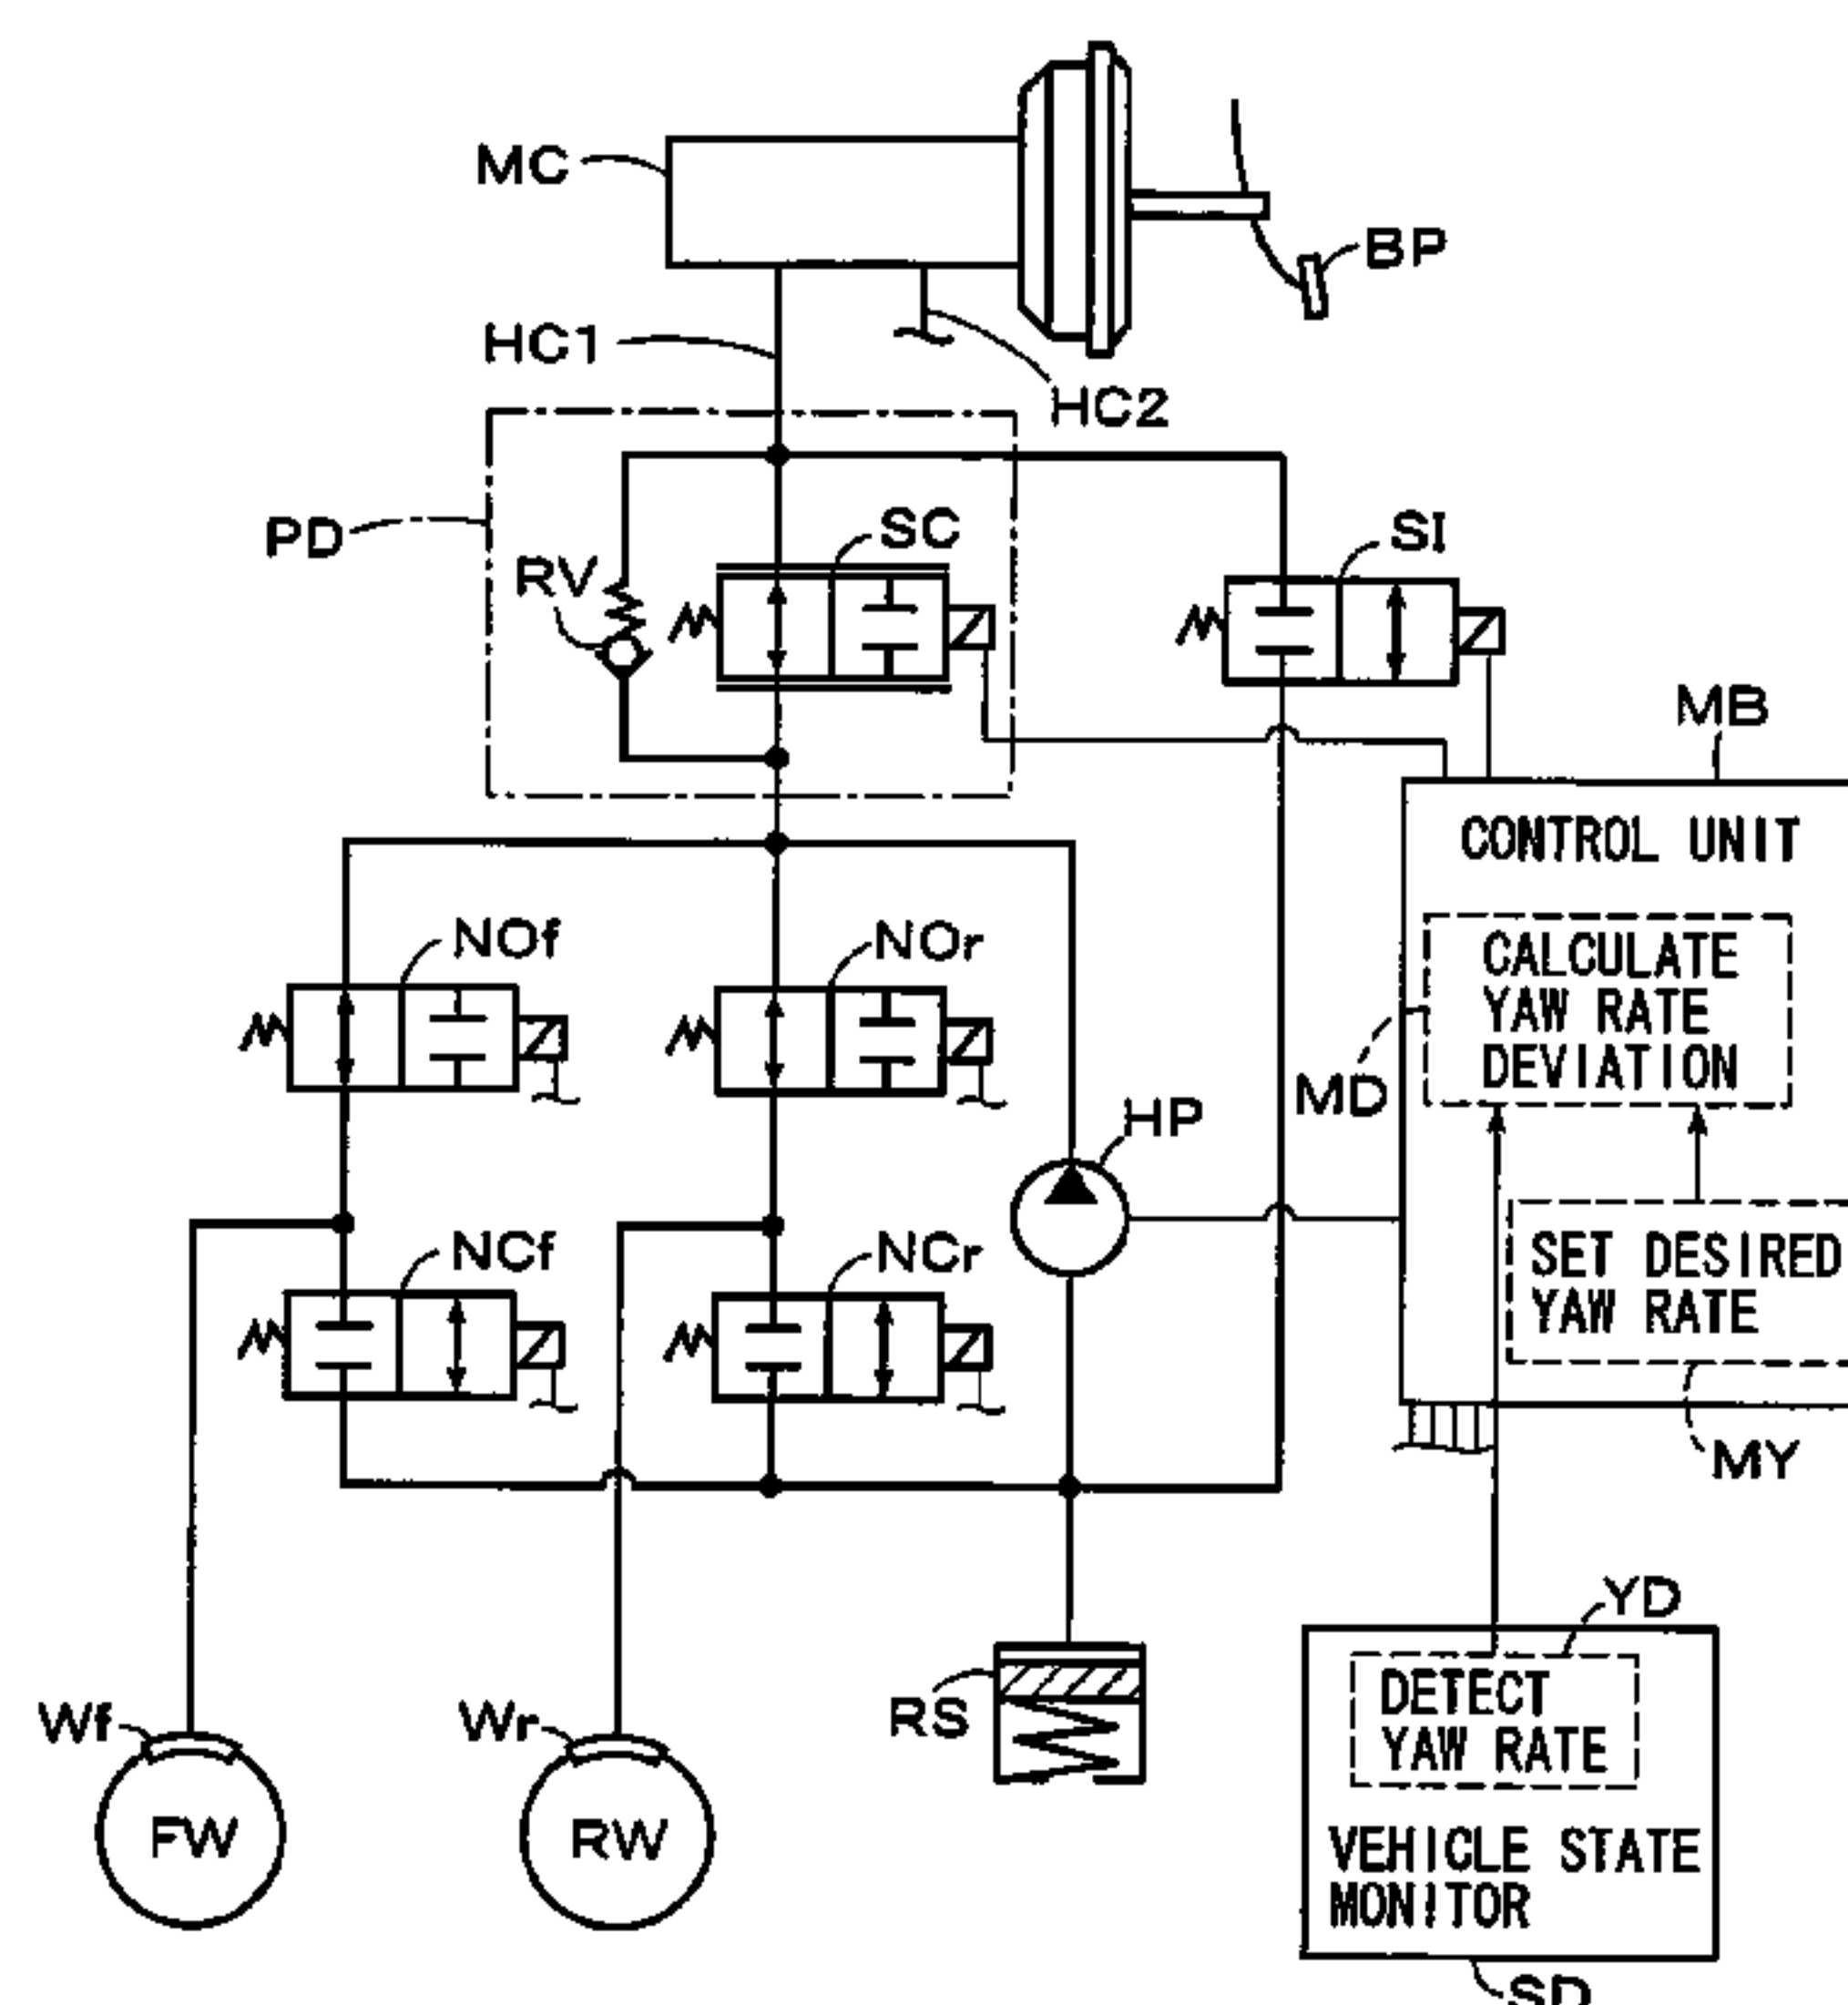 MC
BP
HC1
HC2
PD
RV
SC
SI
MB
CONTROL UNIT
NOf
NOr
CALCULATE
YAW RATE
DEVIATION
MD
HP
NCf
NCr
SET DESIRED
YAW RATE
MY
YD
Wf
Wr
RS
DETECT
YAW RATE
FW
RW
VEHICLE STATE
MONITOR
SD